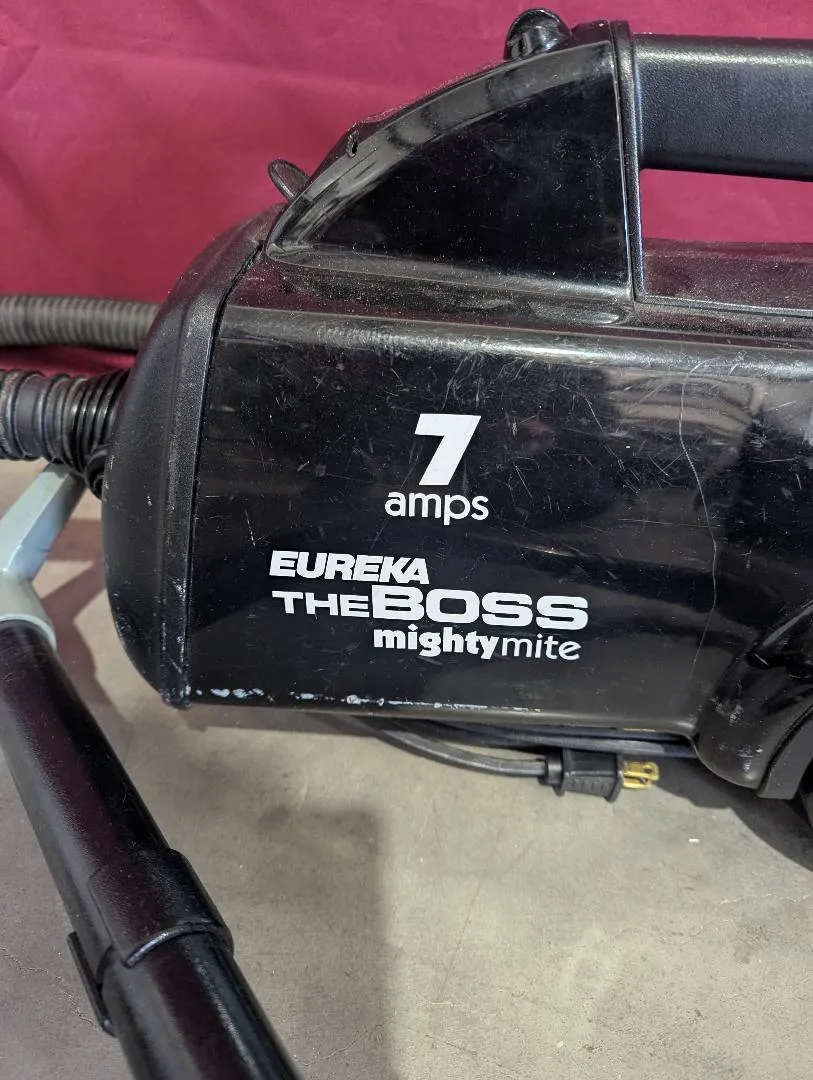 7
amps
EUREKA
THE BOSS
mightymite